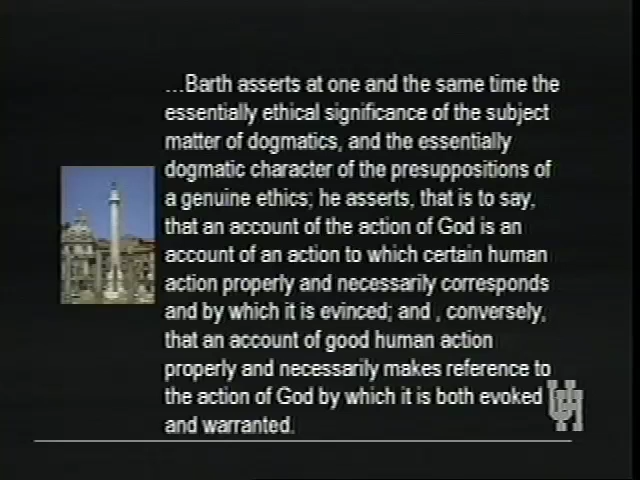 …Barth asserts at one and the same time the
essentially ethical significance of the subject
matter of dogmatics, and the essentially
dogmatic character of the presuppositions of
a genuine ethics; he asserts, that is to say,
that an account of the action of God is an
account of an action to which certain human
action properly and necessarily corresponds
and by which it is evinced; and , conversely,
that an account of good human action
properly and necessarily makes reference to
the action of God by which it is both evoked
and warranted.
UH